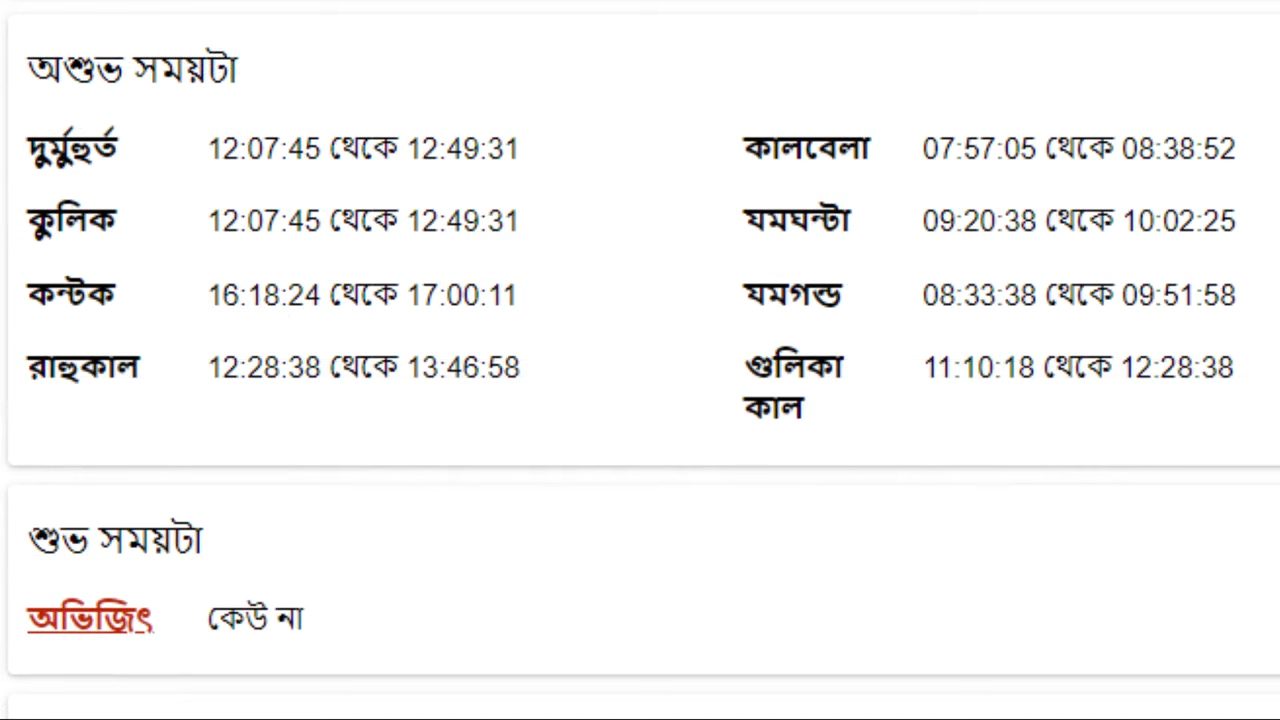 অশুভ সময়টা
দুর্মুহুর্ত 12:07:45 থেকে 12:49:31 কালবেলা 07:57:05 থেকে 08:38:52
কুলিক 12:07:45 থেকে 12:49:31 যমঘন্টা 09:20:38 থেকে 10:02:25
কন্টক 16:18:24 থেকে 17:00:11 যমগন্ড 08:33:38 থেকে 09:51:58
রাহুকাল 12:28:38 থেকে 13:46:58 গুলিকা 11:10:18 থেকে 12:28:38
কাল
শুভ সময়টা
অভিজিৎ কেউ না